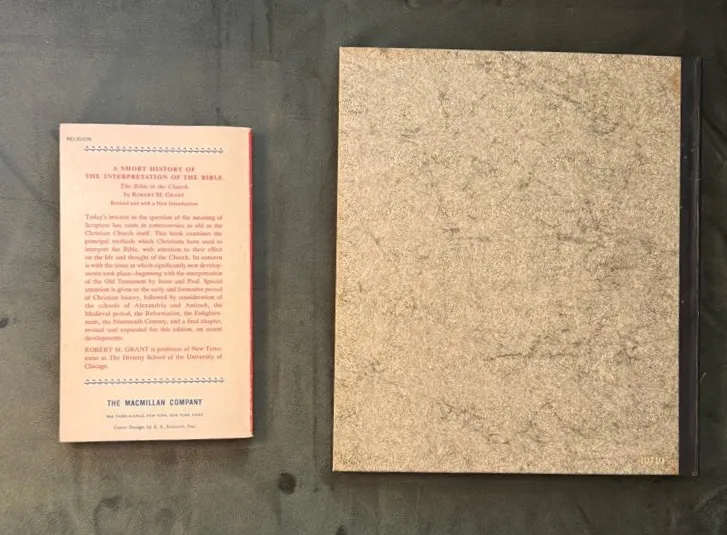 RELIGION
A SHORT HISTORY OF
THE INTERPRETATION OF THE BIBLE
The Bible in the Church
by ROBERT M. GRANT
Revised and with a New Introduction
Today's interest in the question of the meaning of
Scripture has roots in controversies as old as the
Christian Church itself. This book examines the
principal methods which Christians have used to
interpret the Bible, with attention to their effect
on the life and thought of the Church. Its concern
is with the times at which significantly new develop-
ments took place—beginning with the interpretation
of the Old Testament by Jesus and Paul. Special
attention is given to the early and formative period
of Christian history, followed by consideration of
the schools of Alexandria and Antioch, the
Medieval period, the Reformation, the Enlighten-
ment, the Nineteenth Century, and a final chapter,
revised and expanded for this edition, on recent
developments.
ROBERT M. GRANT is professor of New Testa-
ment in The Divinity School of the University of
Chicago.
THE MACMILLAN COMPANY
THIRD AVENUE, NEW YORK, NEW YORK
Cover Design by S. A. Summit, Inc.
10710